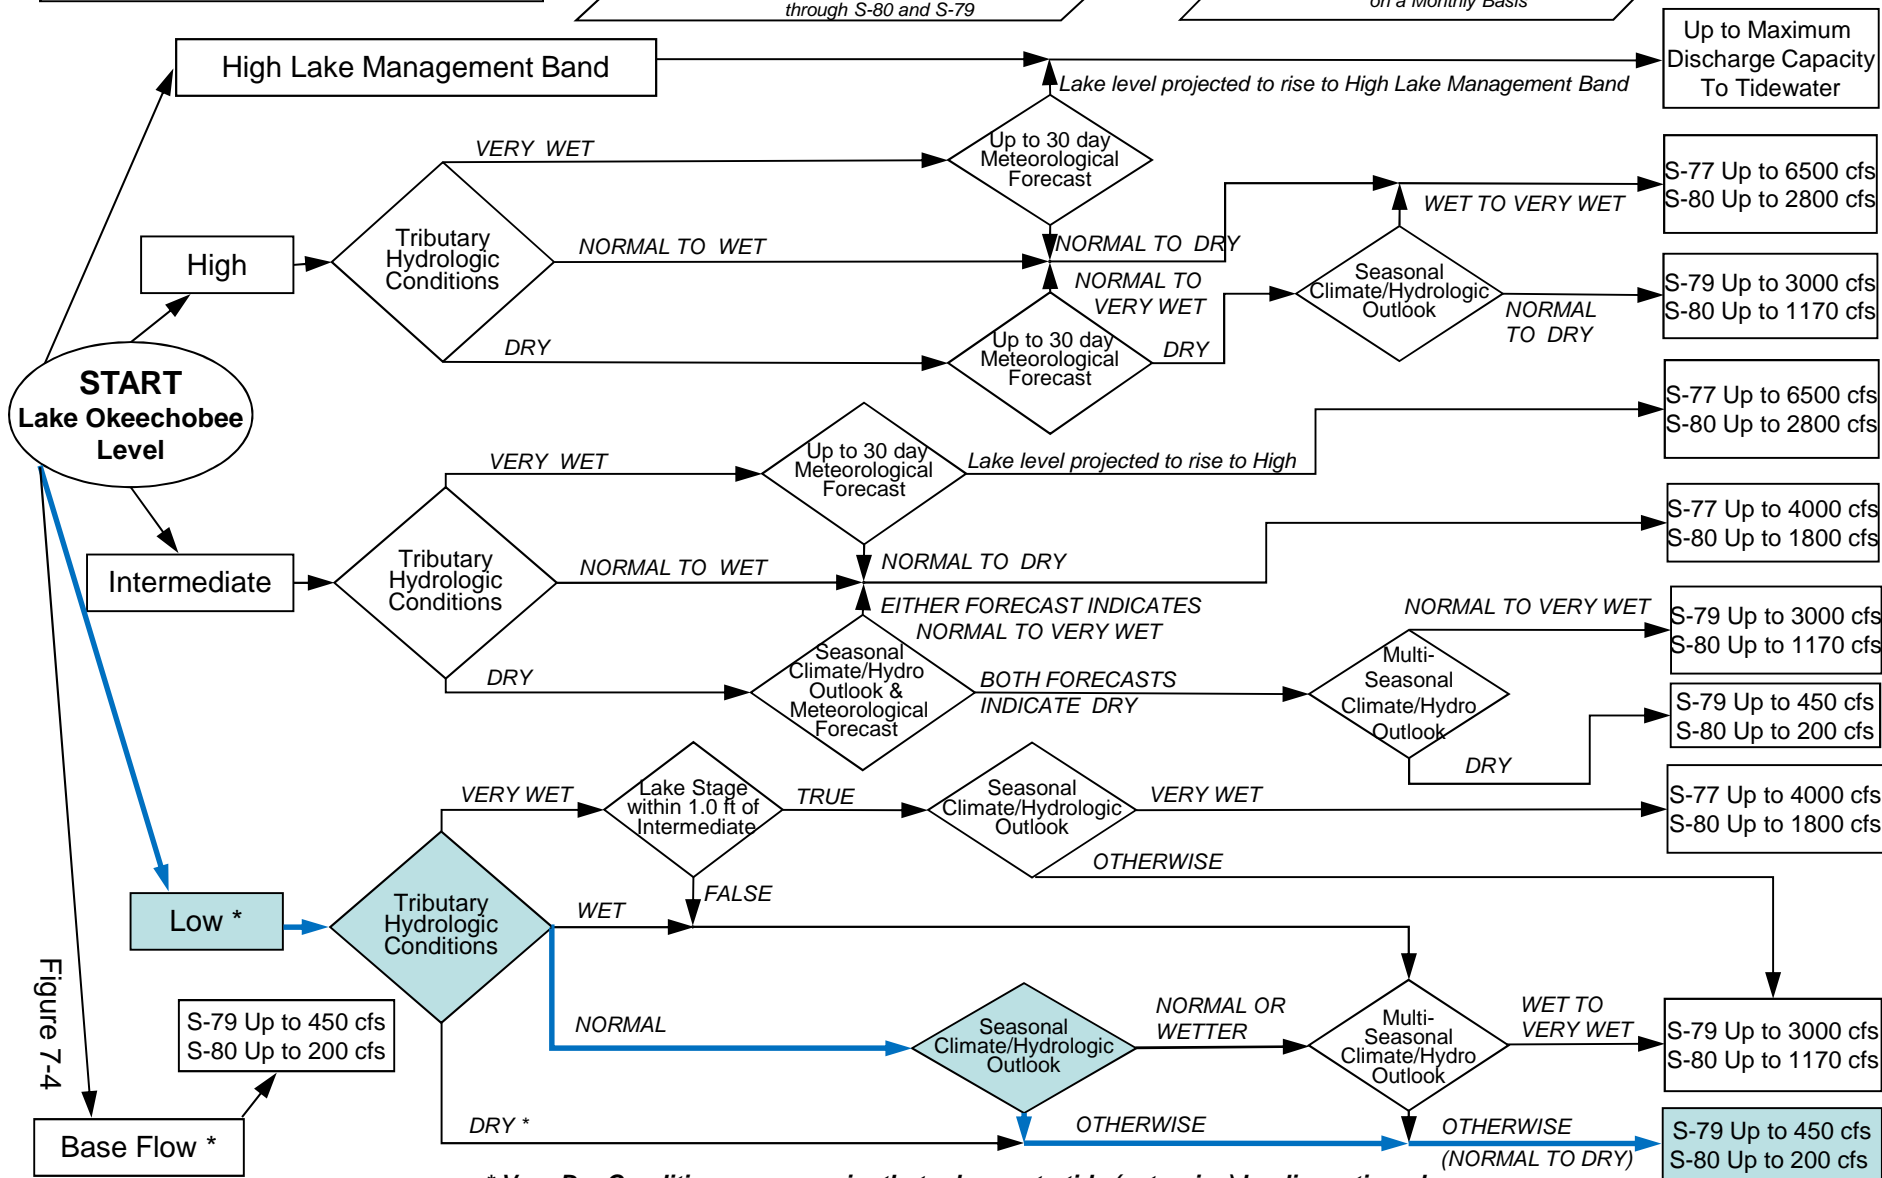 through S-80 and S-79
on a Monthly Basis
High Lake Management Band
Lake level projected to rise to High Lake Management Band
Up to Maximum
Discharge Capacity
To Tidewater
VERY WET
Up to 30 day
Meteorological
Forecast
S-77 Up to 6500 cfs
S-80 Up to 2800 cfs
WET TO VERY WET
High
Tributary
Hydrologic
Conditions
NORMAL TO WET
NORMAL TO DRY
NORMAL TO
VERY WET
Seasonal
Climate/Hydrologic
Outlook
NORMAL
TO DRY
S-79 Up to 3000 cfs
S-80 Up to 1170 cfs
DRY
Up to 30 day
Meteorological
Forecast
DRY
START
Lake Okeechobee
Level
S-77 Up to 6500 cfs
S-80 Up to 2800 cfs
VERY WET
Up to 30 day
Meteorological
Forecast
Lake level projected to rise to High
Intermediate
Tributary
Hydrologic
Conditions
NORMAL TO WET
NORMAL TO DRY
S-77 Up to 4000 cfs
S-80 Up to 1800 cfs
EITHER FORECAST INDICATES
NORMAL TO VERY WET
NORMAL TO VERY WET
S-79 Up to 3000 cfs
S-80 Up to 1170 cfs
DRY
Seasonal
Climate/Hydro
Outlook &
Meteorological
Forecast
BOTH FORECASTS
INDICATE DRY
Multi-
Seasonal
Climate/Hydro
Outlook
DRY
S-79 Up to 450 cfs
S-80 Up to 200 cfs
VERY WET
Lake Stage
within 1.0 ft of
Intermediate
TRUE
FALSE
Seasonal
Climate/Hydrologic
Outlook
VERY WET
OTHERWISE
S-77 Up to 4000 cfs
S-80 Up to 1800 cfs
Low *
Tributary
Hydrologic
Conditions
WET
NORMAL
Seasonal
Climate/Hydrologic
Outlook
NORMAL OR
WETTER
Multi-
Seasonal
Climate/Hydro
Outlook
WET TO
VERY WET
S-79 Up to 3000 cfs
S-80 Up to 1170 cfs
DRY *
OTHERWISE
OTHERWISE
(NORMAL TO DRY)
S-79 Up to 450 cfs
S-80 Up to 200 cfs
Figure 7-4
S-79 Up to 450 cfs
S-80 Up to 200 cfs
Base Flow *